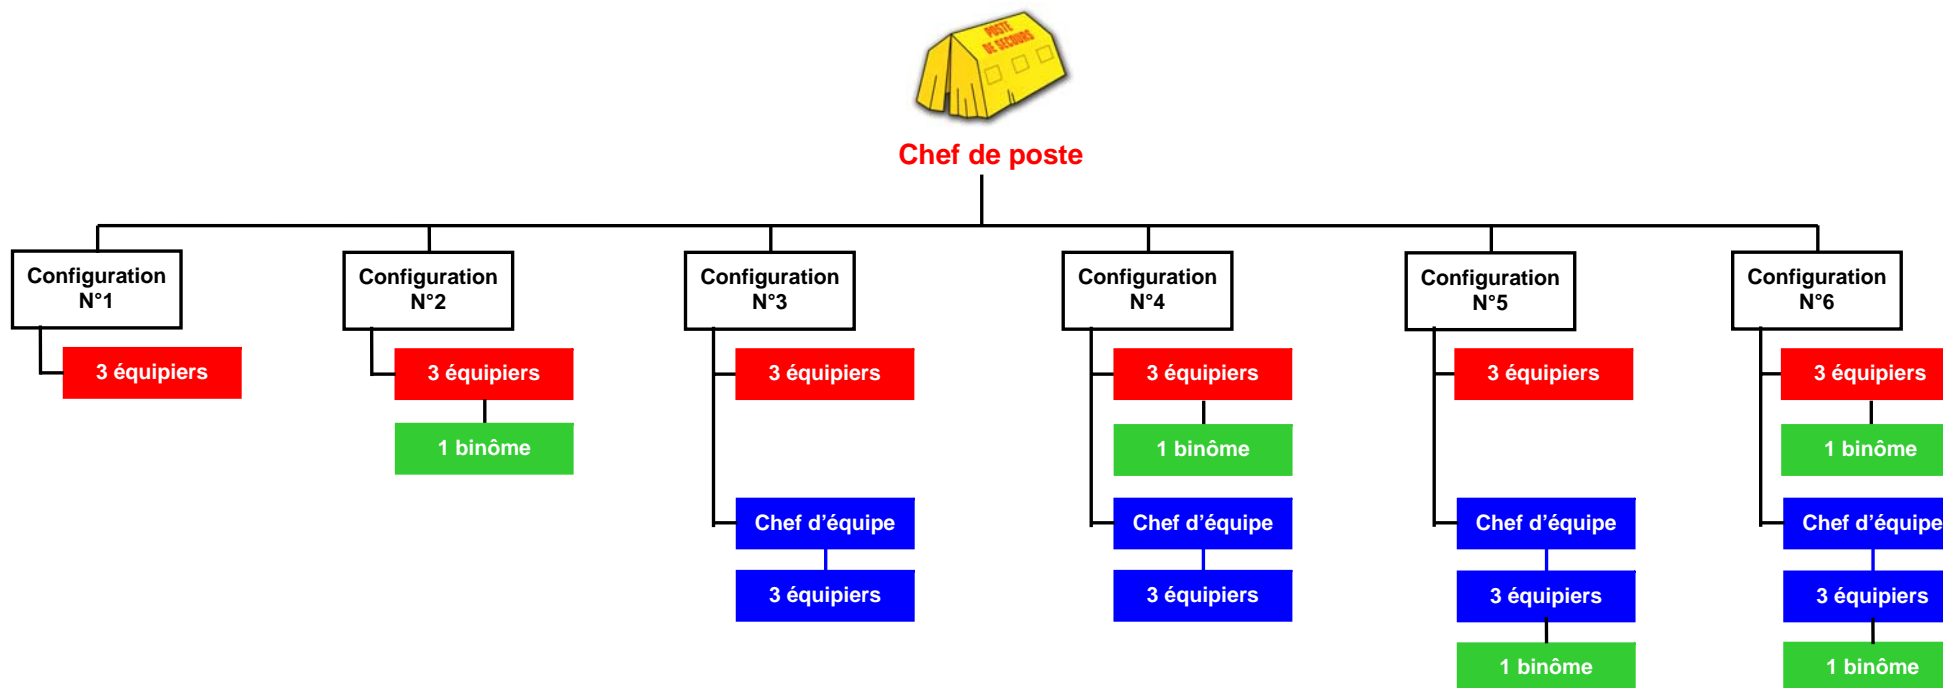 POSTE
DE SECOURS
Chef de poste
Configuration
N°1
3 équipiers
Configuration
N°2
3 équipiers
1 binôme
Configuration
N°3
3 équipiers
Chef d’équipe
3 équipiers
Configuration
N°4
3 équipiers
1 binôme
Chef d’équipe
3 équipiers
Configuration
N°5
3 équipiers
Chef d’équipe
3 équipiers
1 binôme
Configuration
N°6
3 équipiers
1 binôme
Chef d’équipe
3 équipiers
1 binôme